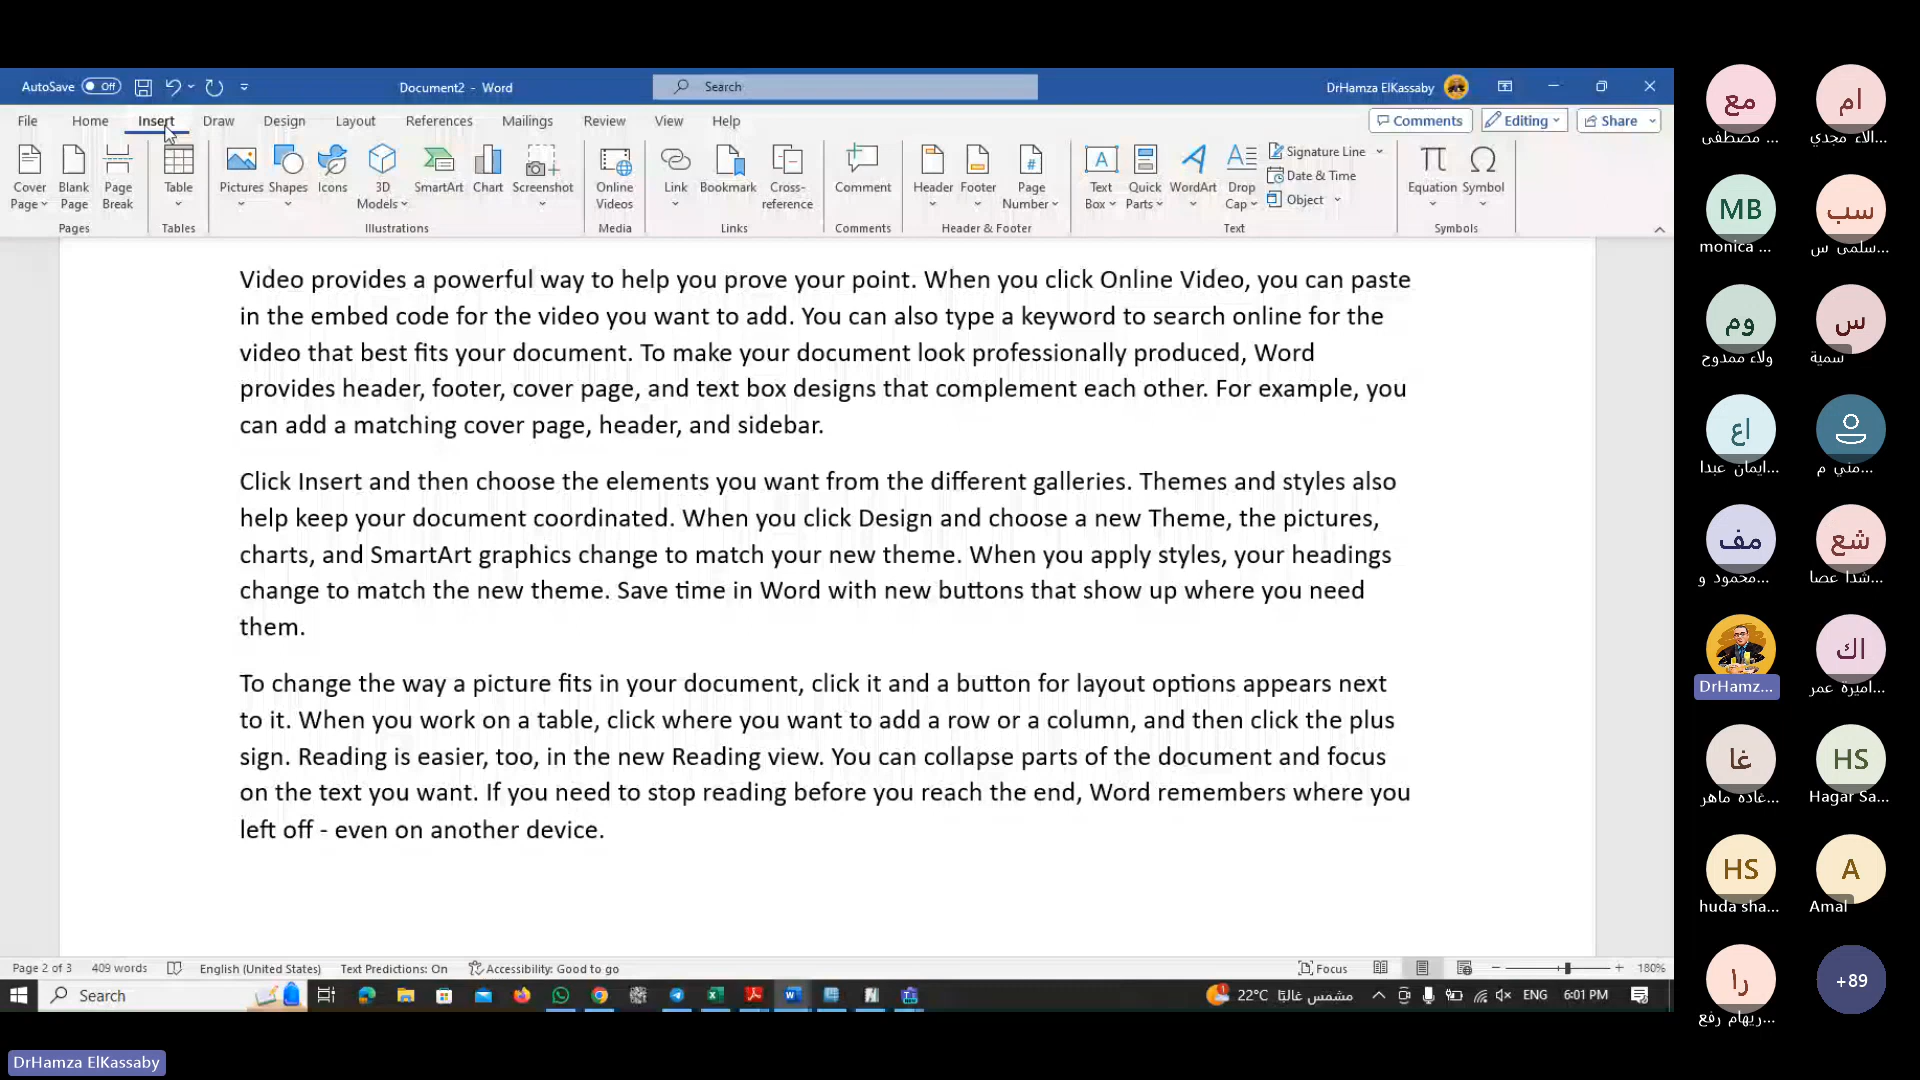 AutoSave Off Document2 - Word Search DrHamza ElKassaby
File Home Insert Draw Design Layout References Mailings Review View Help Comments Editing Share
Cover Page Blank Page Page Break Table Pictures Shapes Icons 3D Models SmartArt Chart Screenshot Online Videos Link Bookmark Cross-reference Comment Header Footer Page Number Text Box Quick Parts WordArt Drop Cap Signature Line Date & Time Object Equation Symbol
Pages Tables Illustrations Media Links Comments Header & Footer Text Symbols
Video provides a powerful way to help you prove your point. When you click Online Video, you can paste
in the embed code for the video you want to add. You can also type a keyword to search online for the
video that best fits your document. To make your document look professionally produced, Word
provides header, footer, cover page, and text box designs that complement each other. For example, you
can add a matching cover page, header, and sidebar.
Click Insert and then choose the elements you want from the different galleries. Themes and styles also
help keep your document coordinated. When you click Design and choose a new Theme, the pictures,
charts, and SmartArt graphics change to match your new theme. When you apply styles, your headings
change to match the new theme. Save time in Word with new buttons that show up where you need
them.
To change the way a picture fits in your document, click it and a button for layout options appears next
to it. When you work on a table, click where you want to add a row or a column, and then click the plus
sign. Reading is easier, too, in the new Reading view. You can collapse parts of the document and focus
on the text you want. If you need to stop reading before you reach the end, Word remembers where you
left off - even on another device.
Page 2 of 3 409 words English (United States) Text Predictions: On Accessibility: Good to go Focus 180%
Search 22°C مشمس غالبًا ENG 6:01 PM
DrHamza ElKassaby
مع ام
مصطفى ... الاء مجدي...
MB سب
monica ... سلمى س...
وم س
ولاء ممدوح سمية
اع
ايمان عبدا... مني م...
مف شع
محمود و... شذا عصا...
اك
DrHamz... اميرة عمر...
غا HS
غاده ماهر... Hagar Sa...
HS A
huda sha... Amal
را +89
ريهام رفع...